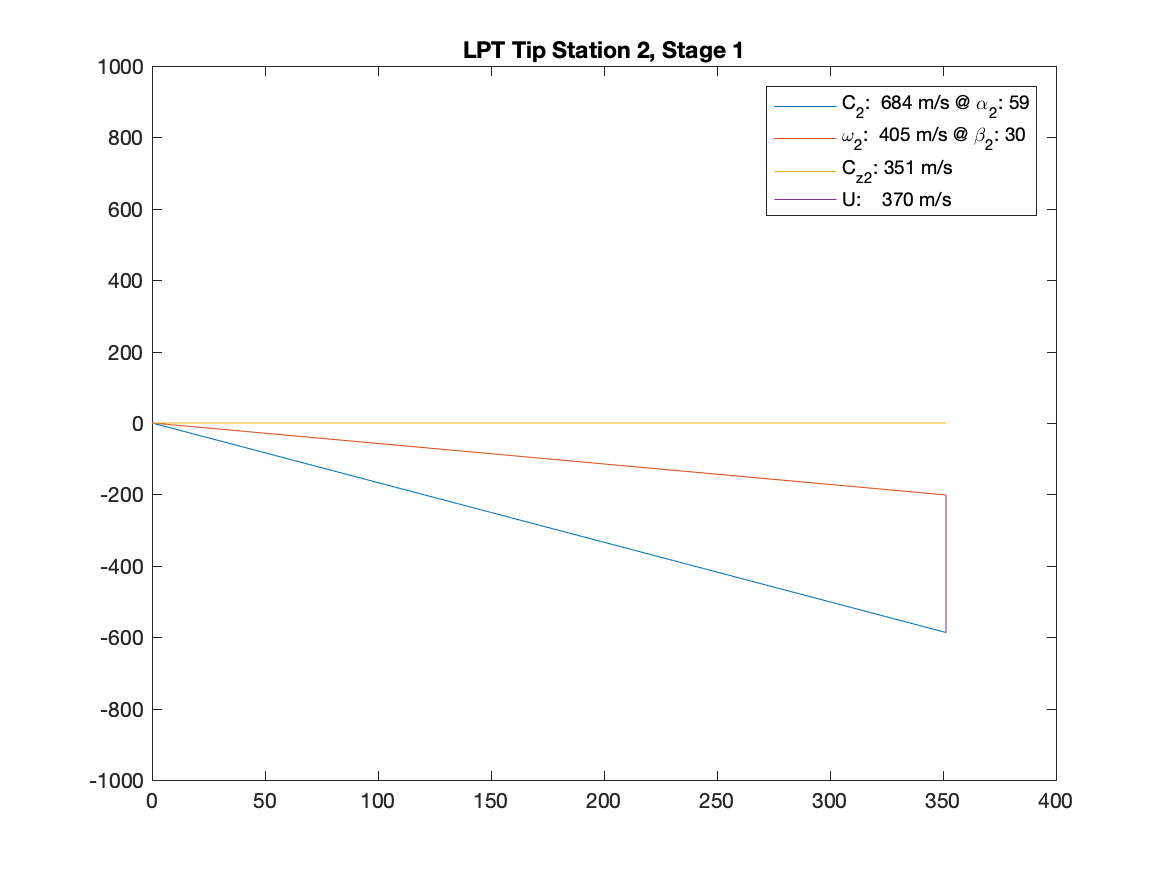 LPT Tip Station 2, Stage 1
1000
800
600
400
200
0
-200
-400
-600
-800
-1000
C2: 684 m/s @ α2: 59
ω2: 405 m/s @ β2: 30
Cz2: 351 m/s
U: 370 m/s
0 50 100 150 200 250 300 350 400